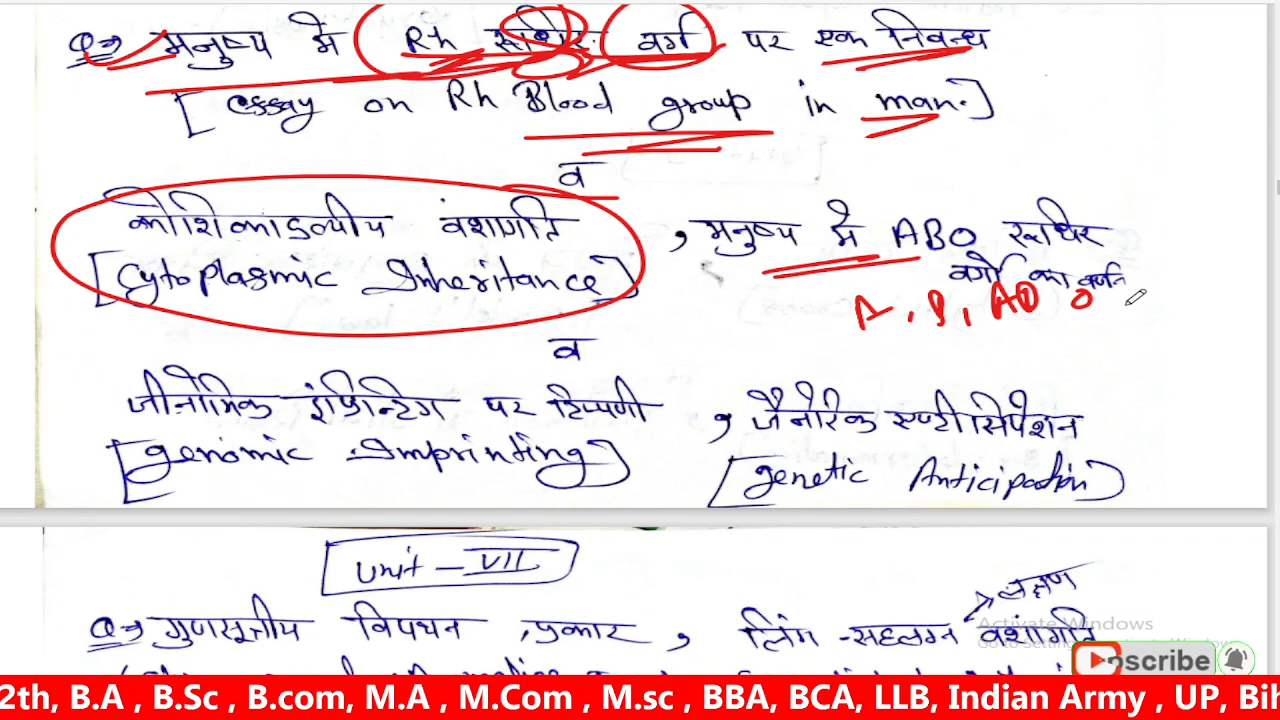 Q→ मनुष्य में Rh रूधिर वर्ग पर एक निबन्ध
[essay on Rh Blood group in man.]
व
कोशिकाद्रव्यीय वंशागति , मनुष्य में ABO रूधिर
[Cytoplasmic Inheritance] वर्गो का वर्णन
A, B, AB O
व
जीनोमिक इंप्रिन्टिंग पर टिप्पणी , जैनेरिक एण्टीसिपेशन
[genomic Imprinting] [genetic Anticipation]
Unit - VII
→ लक्षण
Q→ गुणसूत्रीय विपथन , प्रकार , लिंग-सहलग्न वंशागति
Activate Windows
2th, B.A , B.Sc , B.com, M.A , M.Com , M.sc , BBA, BCA, LLB, Indian Army , UP, Bih